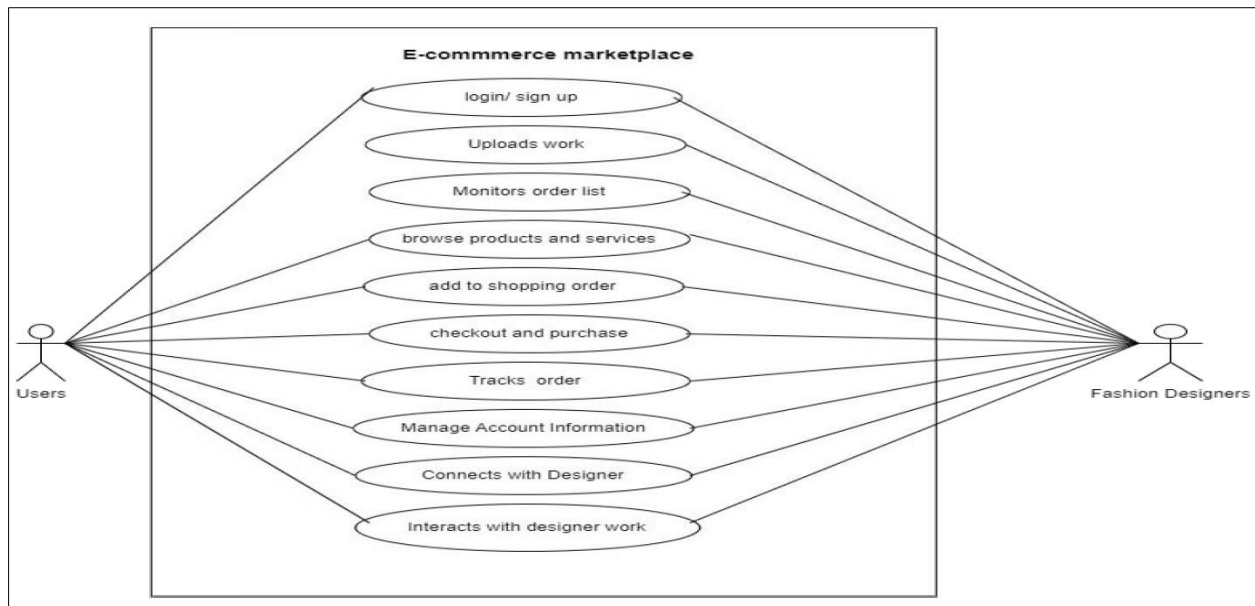 E-commmerce marketplace
login/ sign up
Uploads work
Monitors order list
browse products and services
add to shopping order
checkout and purchase
Tracks order
Users
Fashion Designers
Manage Account Information
Connects with Designer
Interacts with designer work